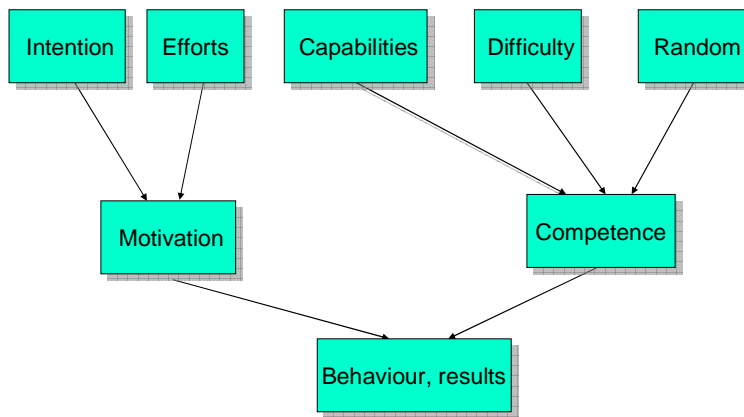 Intention
Efforts
Capabilities
Difficulty
Random
Motivation
Competence
Behaviour, results